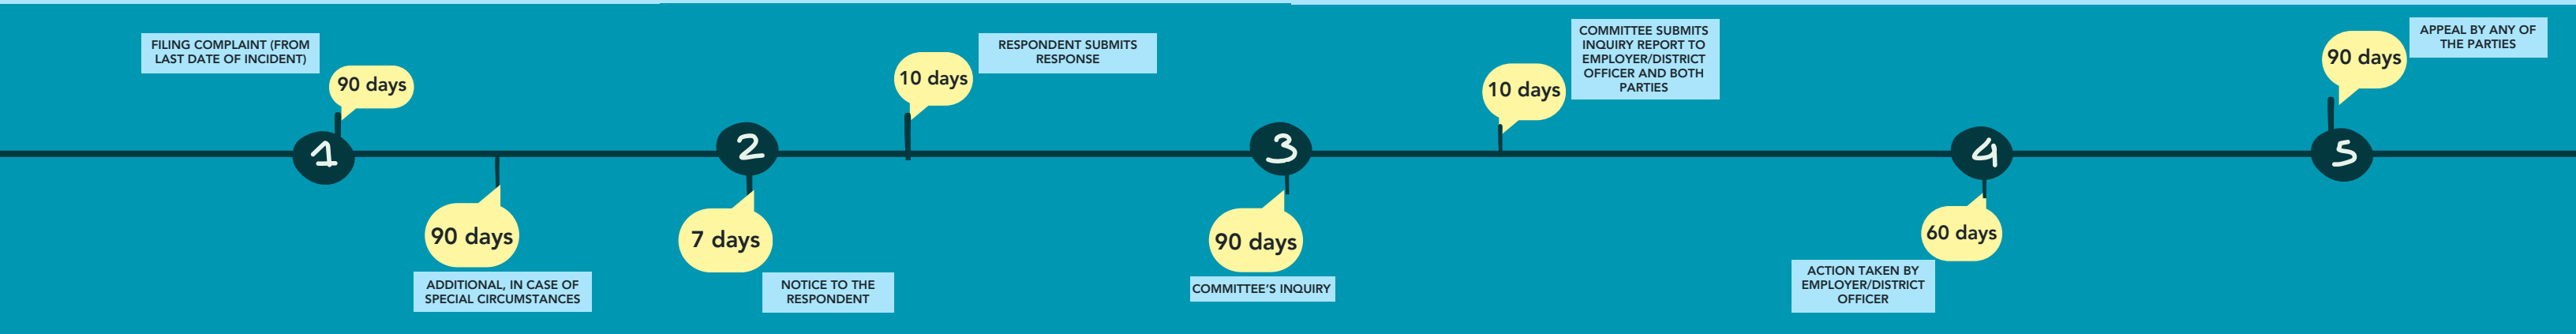 FILING COMPLAINT (FROM
LAST DATE OF INCIDENT)
90 days
1
90 days
ADDITIONAL, IN CASE OF
SPECIAL CIRCUMSTANCES
2
7 days
NOTICE TO THE
RESPONDENT
10 days
RESPONDENT SUBMITS
RESPONSE
3
90 days
COMMITTEE'S INQUIRY
10 days
COMMITTEE SUBMITS
INQUIRY REPORT TO
EMPLOYER/DISTRICT
OFFICER AND BOTH
PARTIES
4
60 days
ACTION TAKEN BY
EMPLOYER/DISTRICT
OFFICER
5
90 days
APPEAL BY ANY OF
THE PARTIES